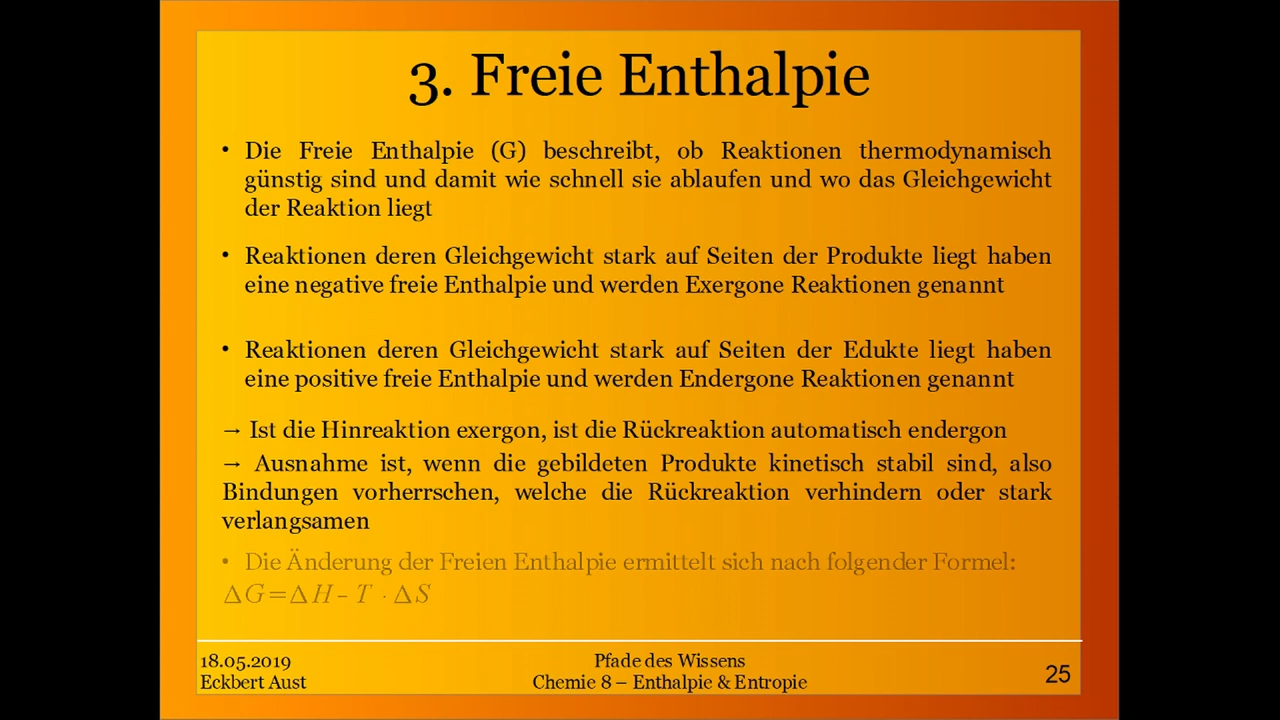 3. Freie Enthalpie
• Die Freie Enthalpie (G) beschreibt, ob Reaktionen thermodynamisch
günstig sind und damit wie schnell sie ablaufen und wo das Gleichgewicht
der Reaktion liegt
• Reaktionen deren Gleichgewicht stark auf Seiten der Produkte liegt haben
eine negative freie Enthalpie und werden Exergone Reaktionen genannt
• Reaktionen deren Gleichgewicht stark auf Seiten der Edukte liegt haben
eine positive freie Enthalpie und werden Endergone Reaktionen genannt
→ Ist die Hinreaktion exergon, ist die Rückreaktion automatisch endergon
→ Ausnahme ist, wenn die gebildeten Produkte kinetisch stabil sind, also
Bindungen vorherrschen, welche die Rückreaktion verhindern oder stark
verlangsamen
• Die Änderung der Freien Enthalpie ermittelt sich nach folgender Formel:
ΔG=ΔH– T · ΔS
18.05.2019
Eckbert Aust
Pfade des Wissens
Chemie 8 – Enthalpie & Entropie
25